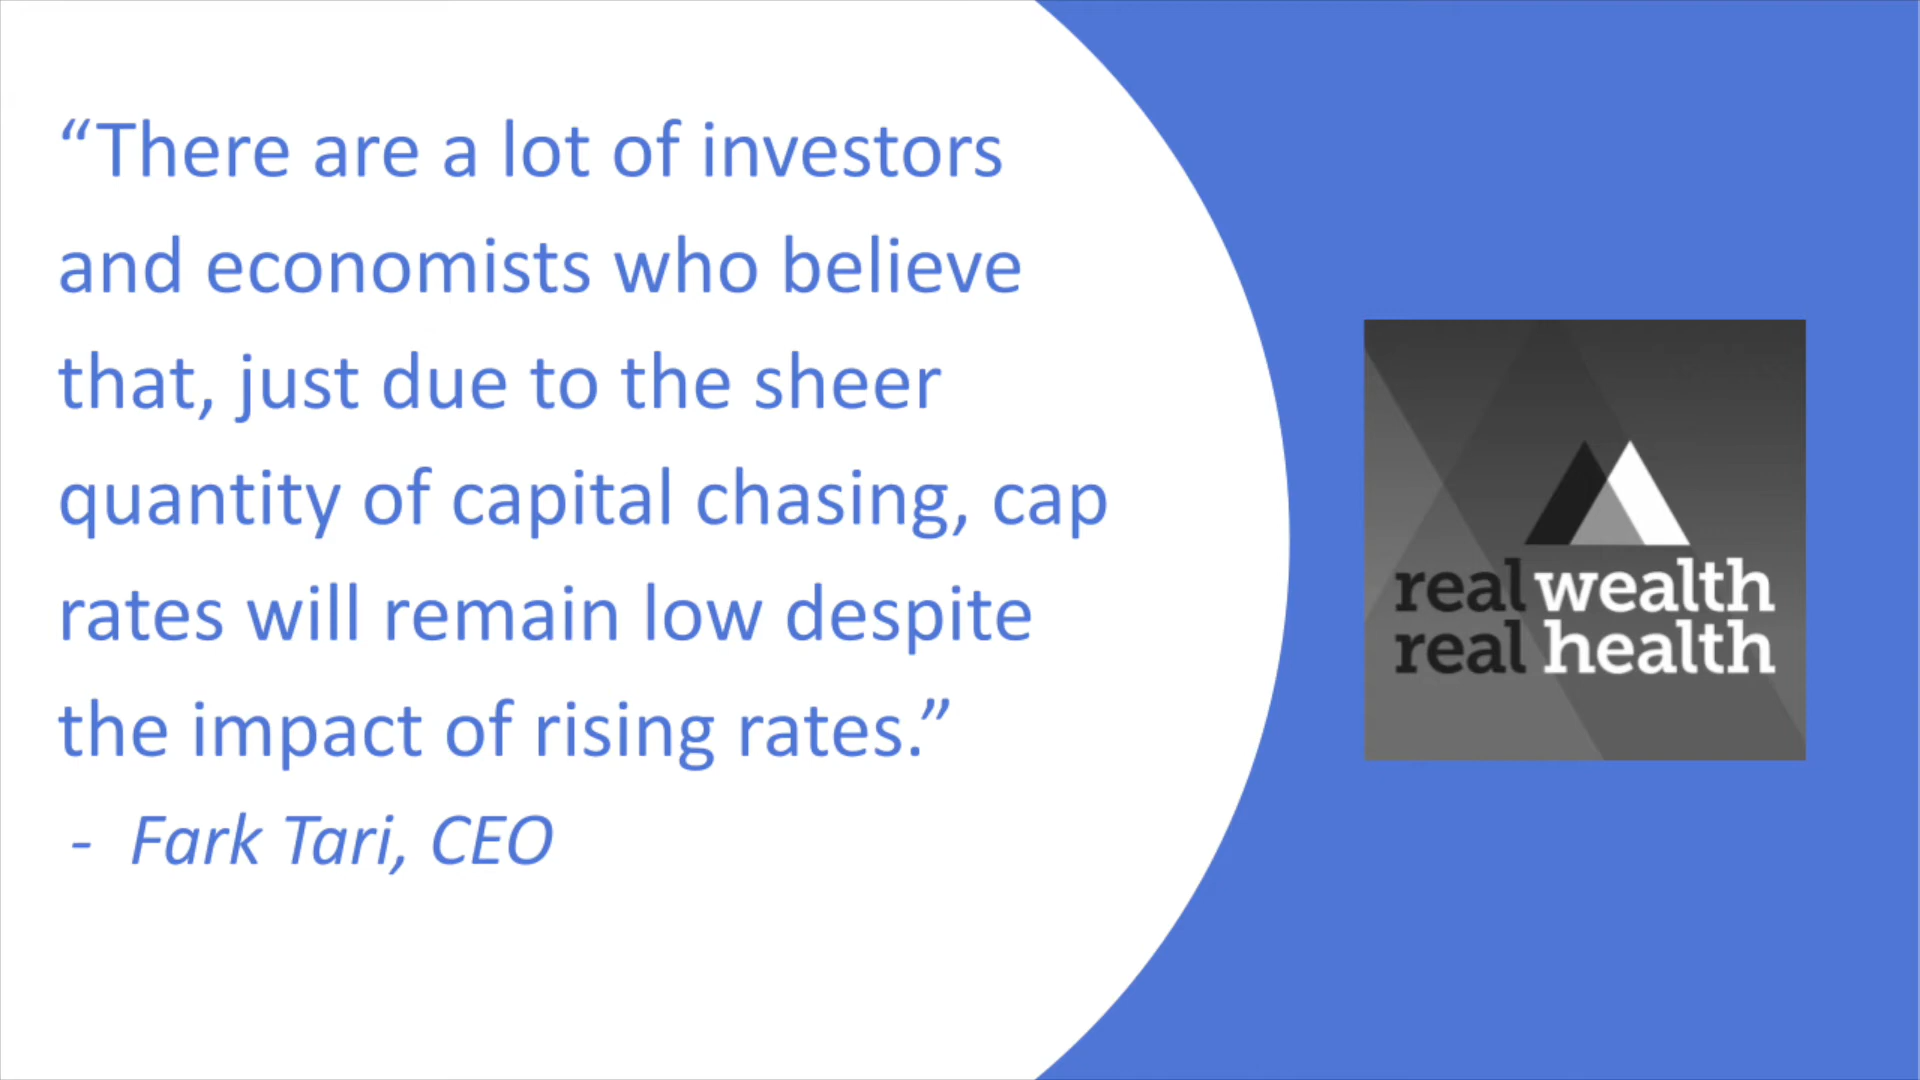 “There are a lot of investors
and economists who believe
that, just due to the sheer
quantity of capital chasing, cap
rates will remain low despite
the impact of rising rates.”
- Fark Tari, CEO
real wealth
real health